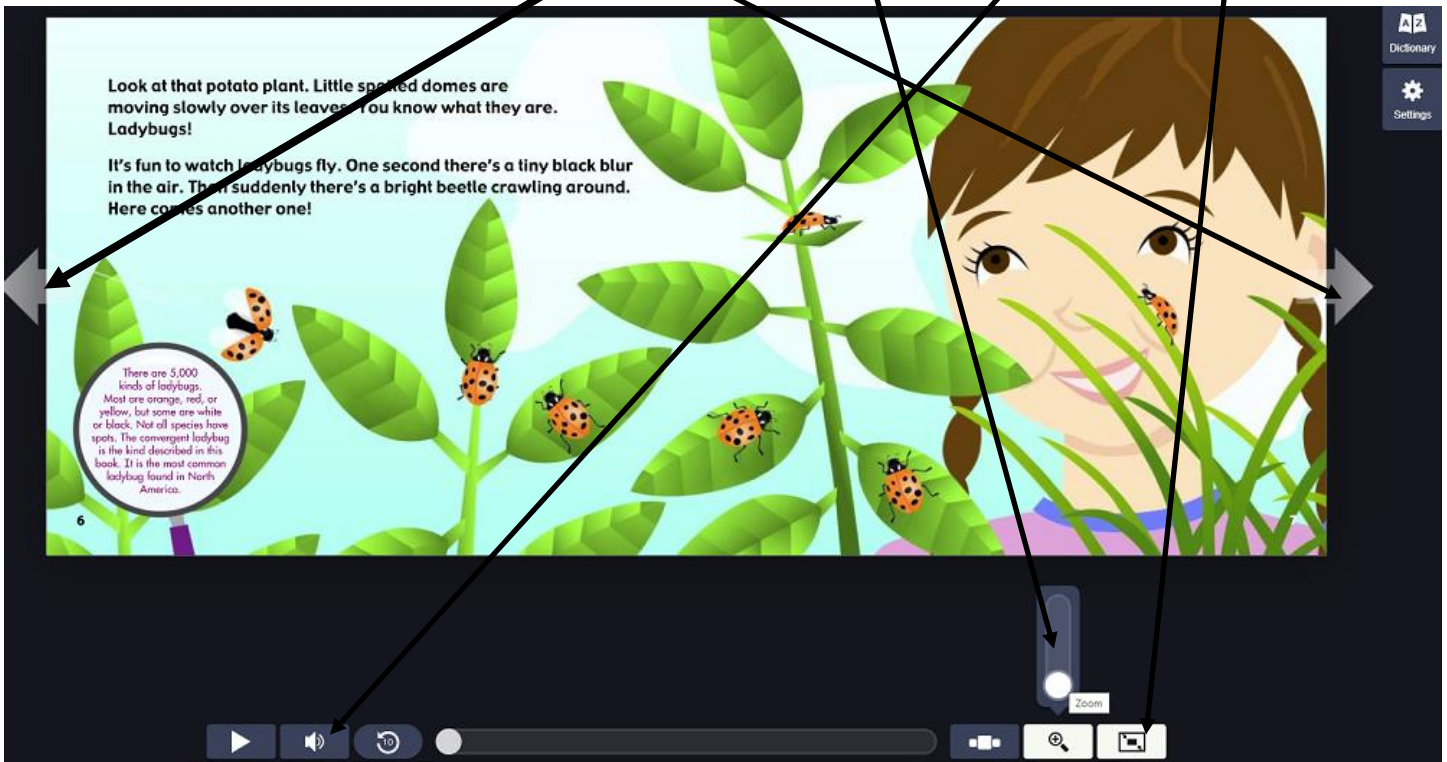 Look at that potato plant. Little spotted domes are
moving slowly over its leaves. You know what they are.
Ladybugs!
It's fun to watch ladybugs fly. One second there's a tiny black blur
in the air. Then suddenly there's a bright beetle crawling around.
Here comes another one!
There are 5,000
kinds of ladybugs.
Most are orange, red, or
yellow, but some are white
or black. Not all species have
spots. The convergent ladybug
is the kind described in this
book. It is the most common
ladybug found in North
America.
6
A Z
Dictionary
Settings
Zoom
10